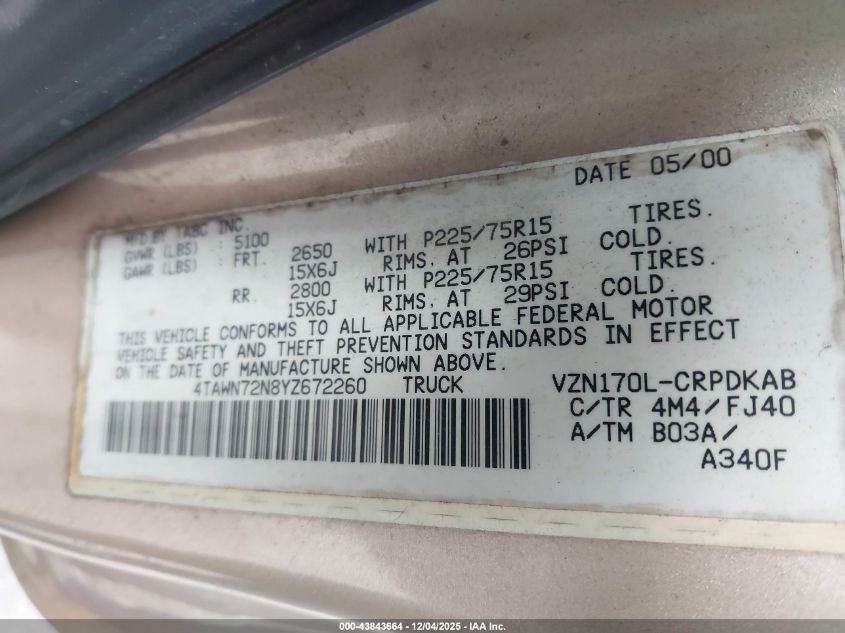 DATE 05/00
MFD.BY TABC INC.
GVWR (LBS) : 5100
GAWR (LBS) : FRT. 2650 WITH P225/75R15 TIRES.
15X6J RIMS. AT 26PSI COLD.
RR. 2800 WITH P225/75R15 TIRES.
15X6J RIMS. AT 29PSI COLD.
THIS VEHICLE CONFORMS TO ALL APPLICABLE FEDERAL MOTOR
VEHICLE SAFETY AND THEFT PREVENTION STANDARDS IN EFFECT
ON THE DATE OF MANUFACTURE SHOWN ABOVE.
4TAWN72N8YZ672260 TRUCK VZN170L-CRPDKAB
C/TR 4M4/FJ40
A/TM B03A/
A340F
000-43843664 | 12/04/2025 | IAA Inc.